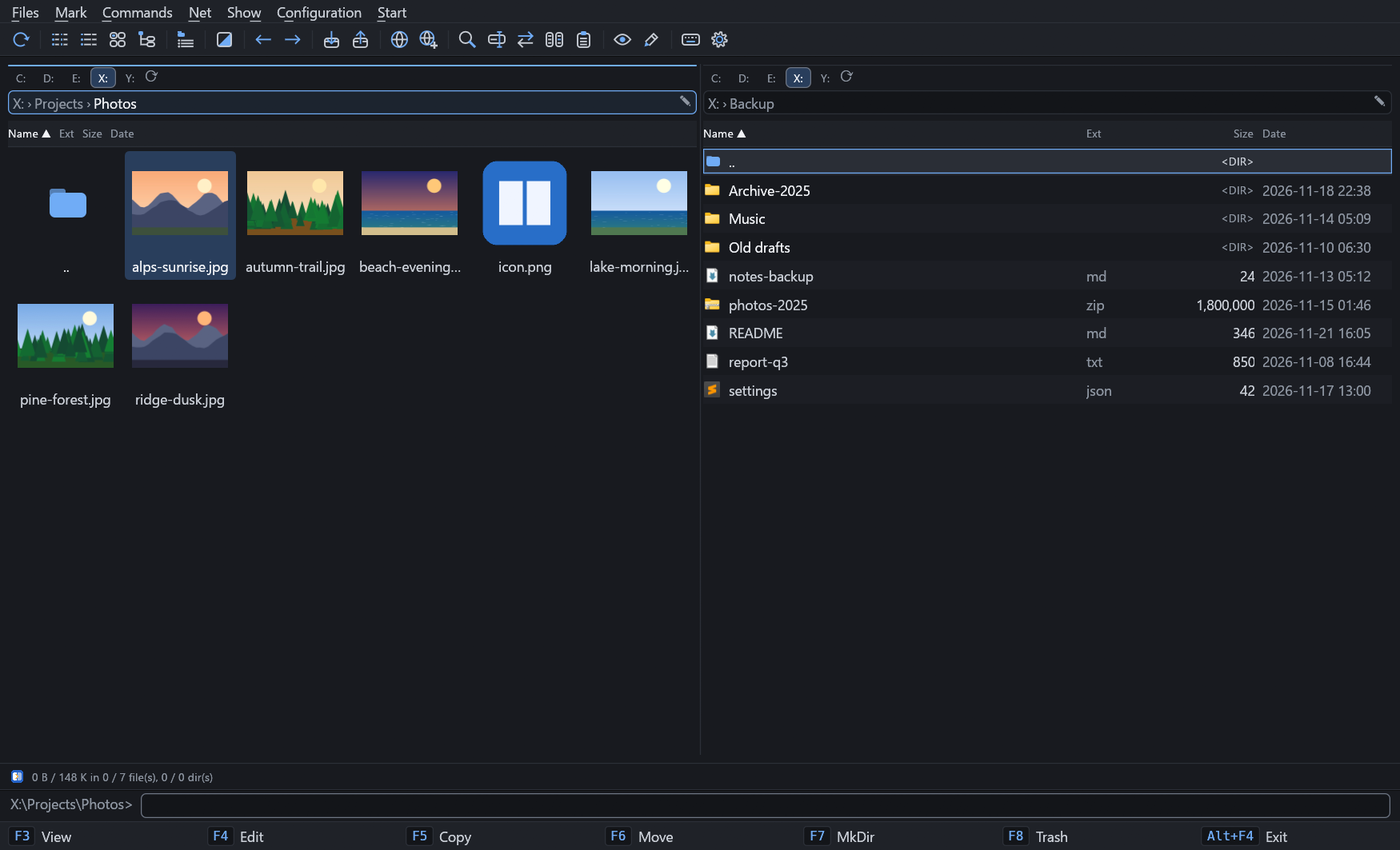 Files Mark Commands Net Show Configuration Start
C: D: E: X: Y:
X: › Projects › Photos
Name ▲ Ext Size Date
..
alps-sunrise.jpg
autumn-trail.jpg
beach-evening...
icon.png
lake-morning.j...
pine-forest.jpg
ridge-dusk.jpg
C: D: E: X: Y:
X: › Backup
Name ▲ Ext Size Date
.. <DIR>
Archive-2025 <DIR> 2026-11-18 22:38
Music <DIR> 2026-11-14 05:09
Old drafts <DIR> 2026-11-10 06:30
notes-backup md 24 2026-11-13 05:12
photos-2025 zip 1,800,000 2026-11-15 01:46
README md 346 2026-11-21 16:05
report-q3 txt 850 2026-11-08 16:44
settings json 42 2026-11-17 13:00
0 B / 148 K in 0 / 7 file(s), 0 / 0 dir(s)
X:\Projects\Photos>
F3 View F4 Edit F5 Copy F6 Move F7 MkDir F8 Trash Alt+F4 Exit